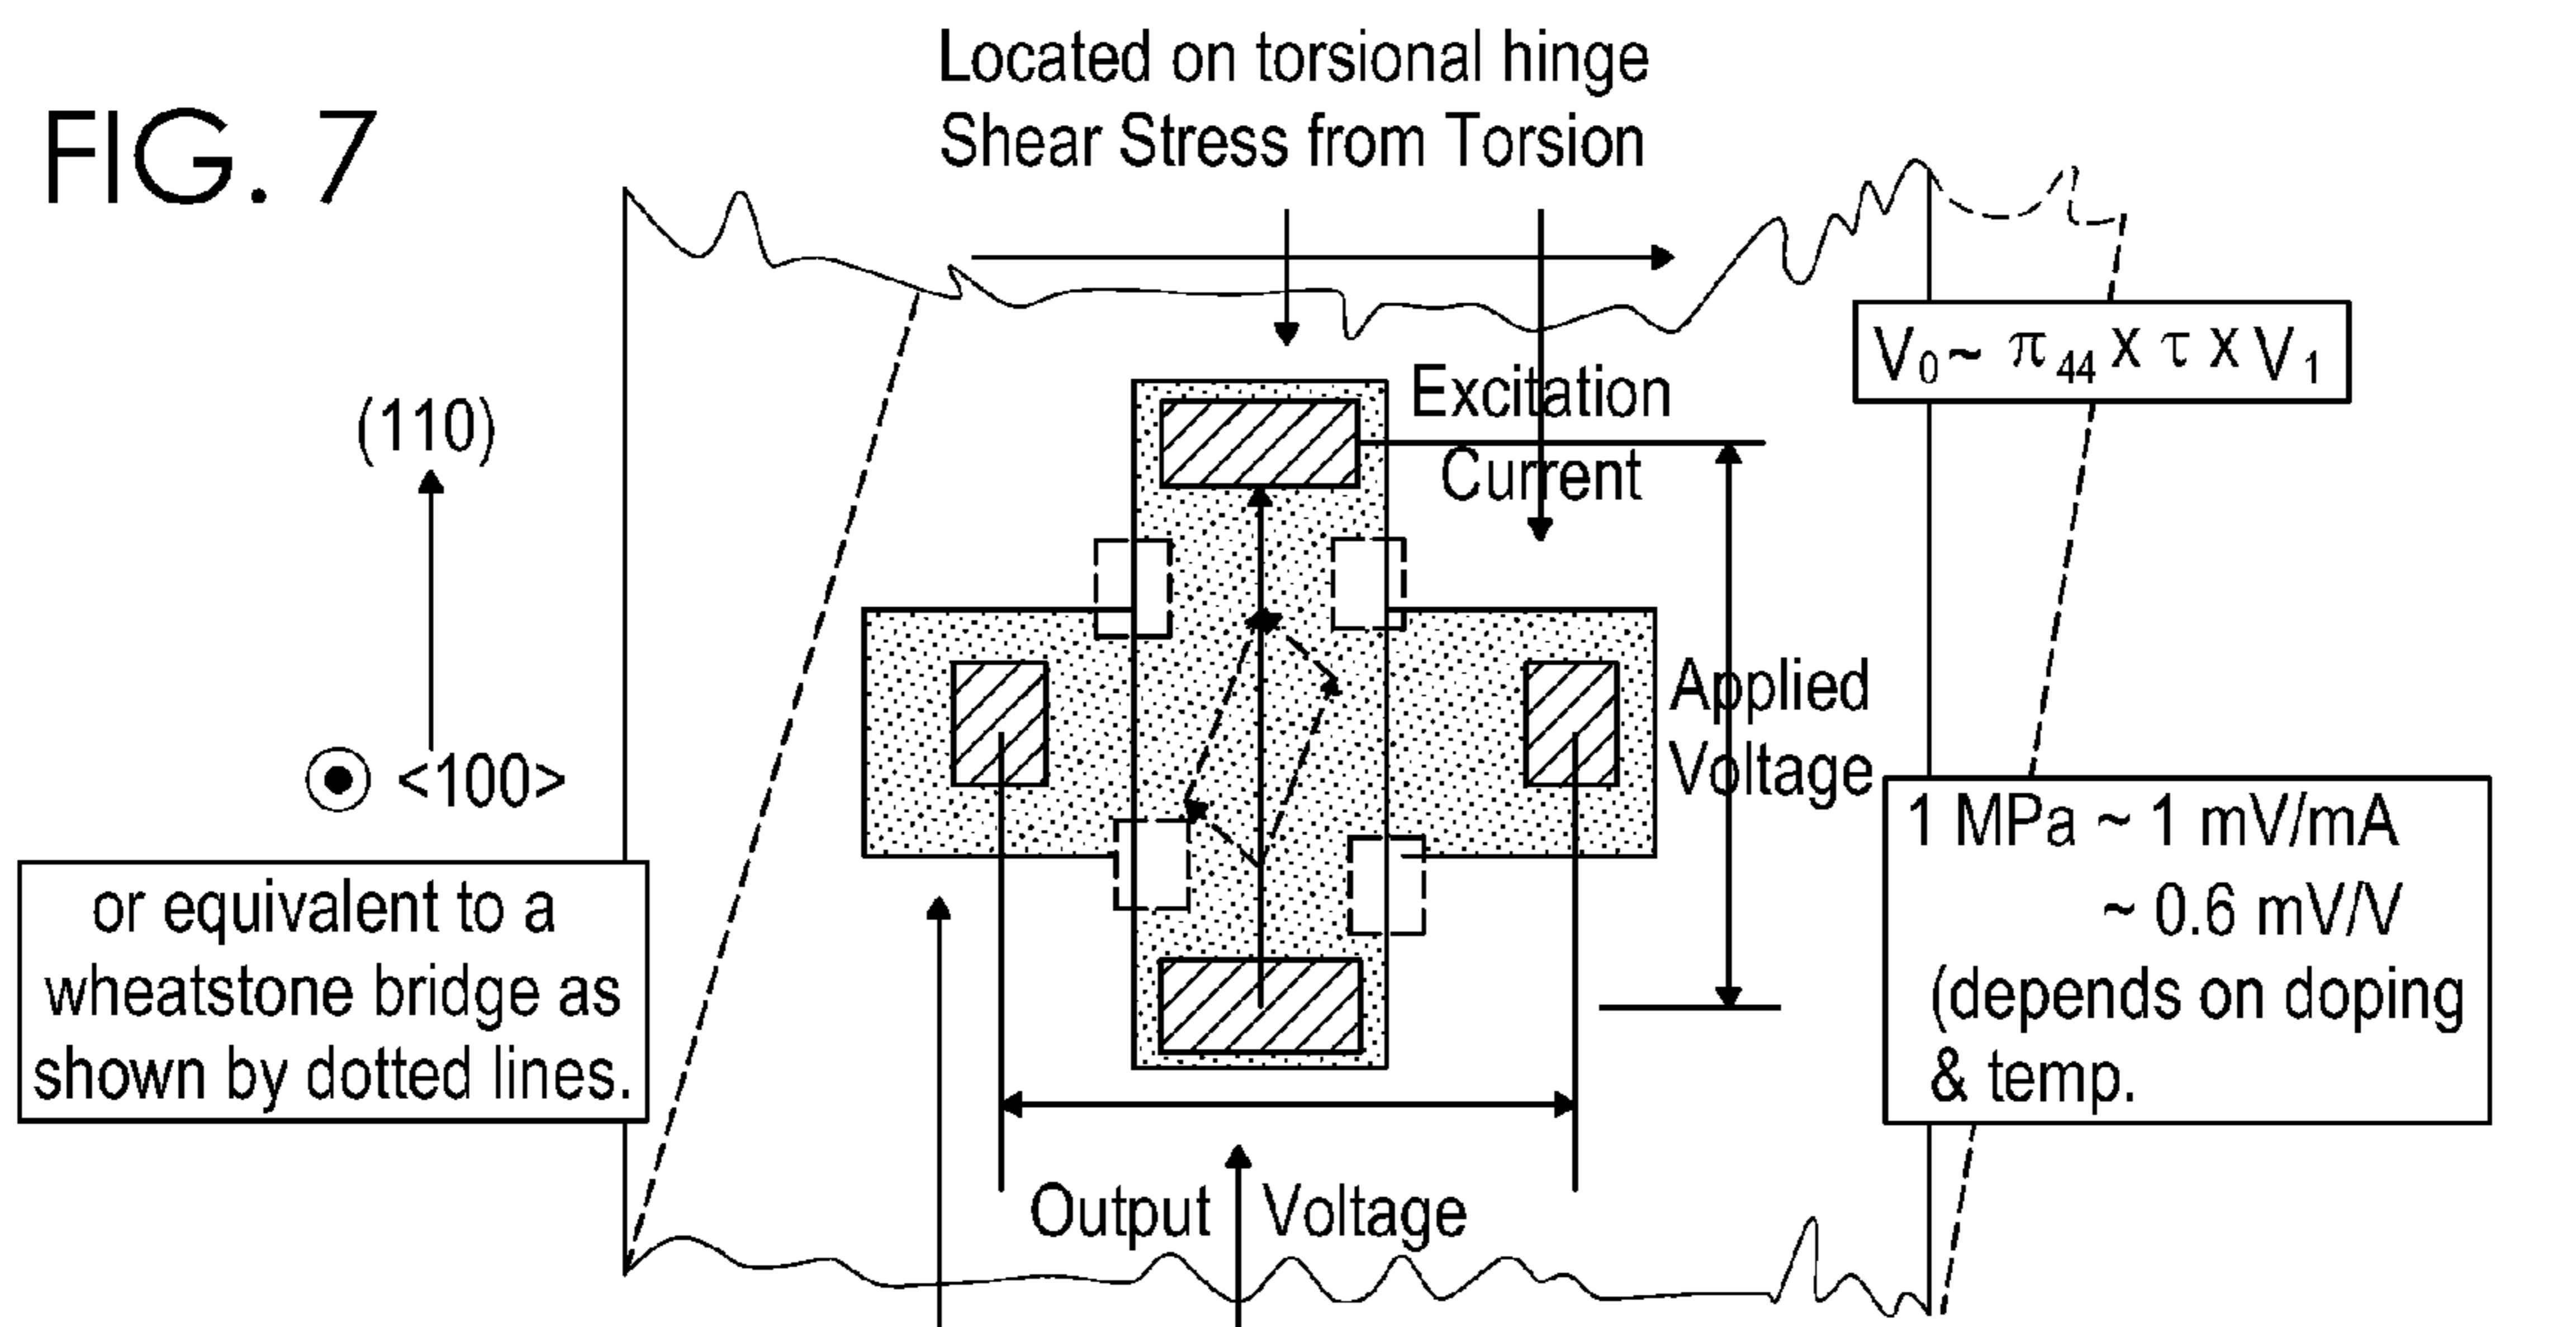 FIG. 7
Located on torsional hinge
Shear Stress from Torsion
V₀~ π₄₄ x τ x V₁
(110)
Excitation
Current
<100>
Applied
Voltage
or equivalent to a
wheatstone bridge as
shown by dotted lines.
1 MPa ~ 1 mV/mA
~ 0.6 mV/V
(depends on doping
& temp.
Output Voltage